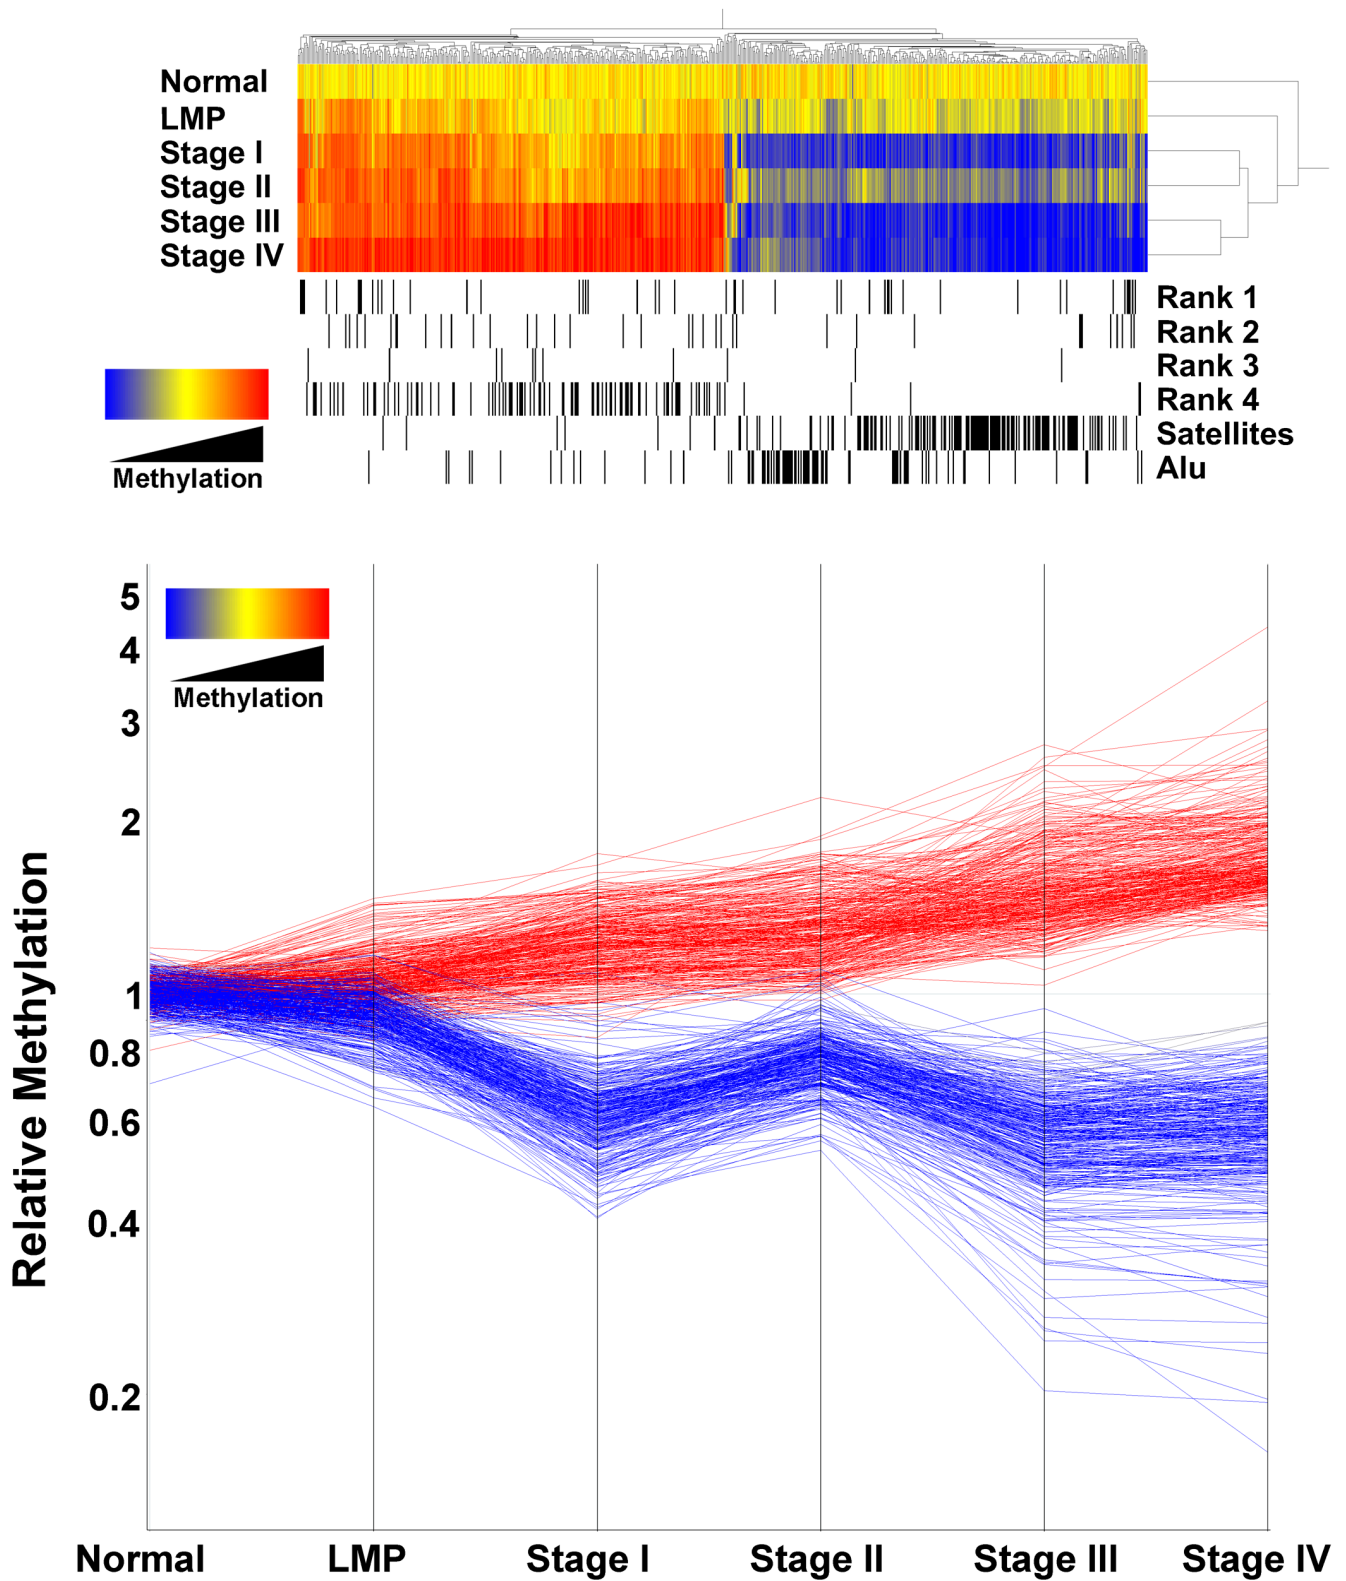 Normal
LMP
Stage I
Stage II
Stage III
Stage IV
Rank 1
Rank 2
Rank 3
Rank 4
Satellites
Alu
Methylation
5
4
3
2
1
0.8
0.6
0.4
0.2
Methylation
Relative Methylation
Normal LMP Stage I Stage II Stage III Stage IV